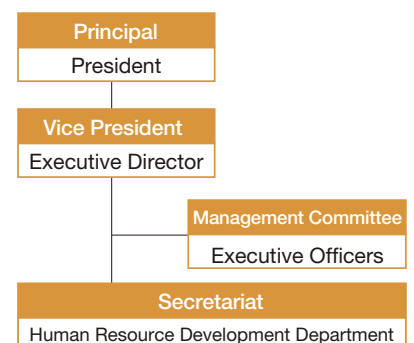 Principal
President
Vice President
Executive Director
Management Committee
Executive Officers
Secretariat
Human Resource Development Department